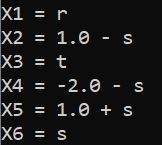 X1 = r
X2 = 1.0 - s
X3 = t
X4 = -2.0 - s
X5 = 1.0 + s
X6 = s